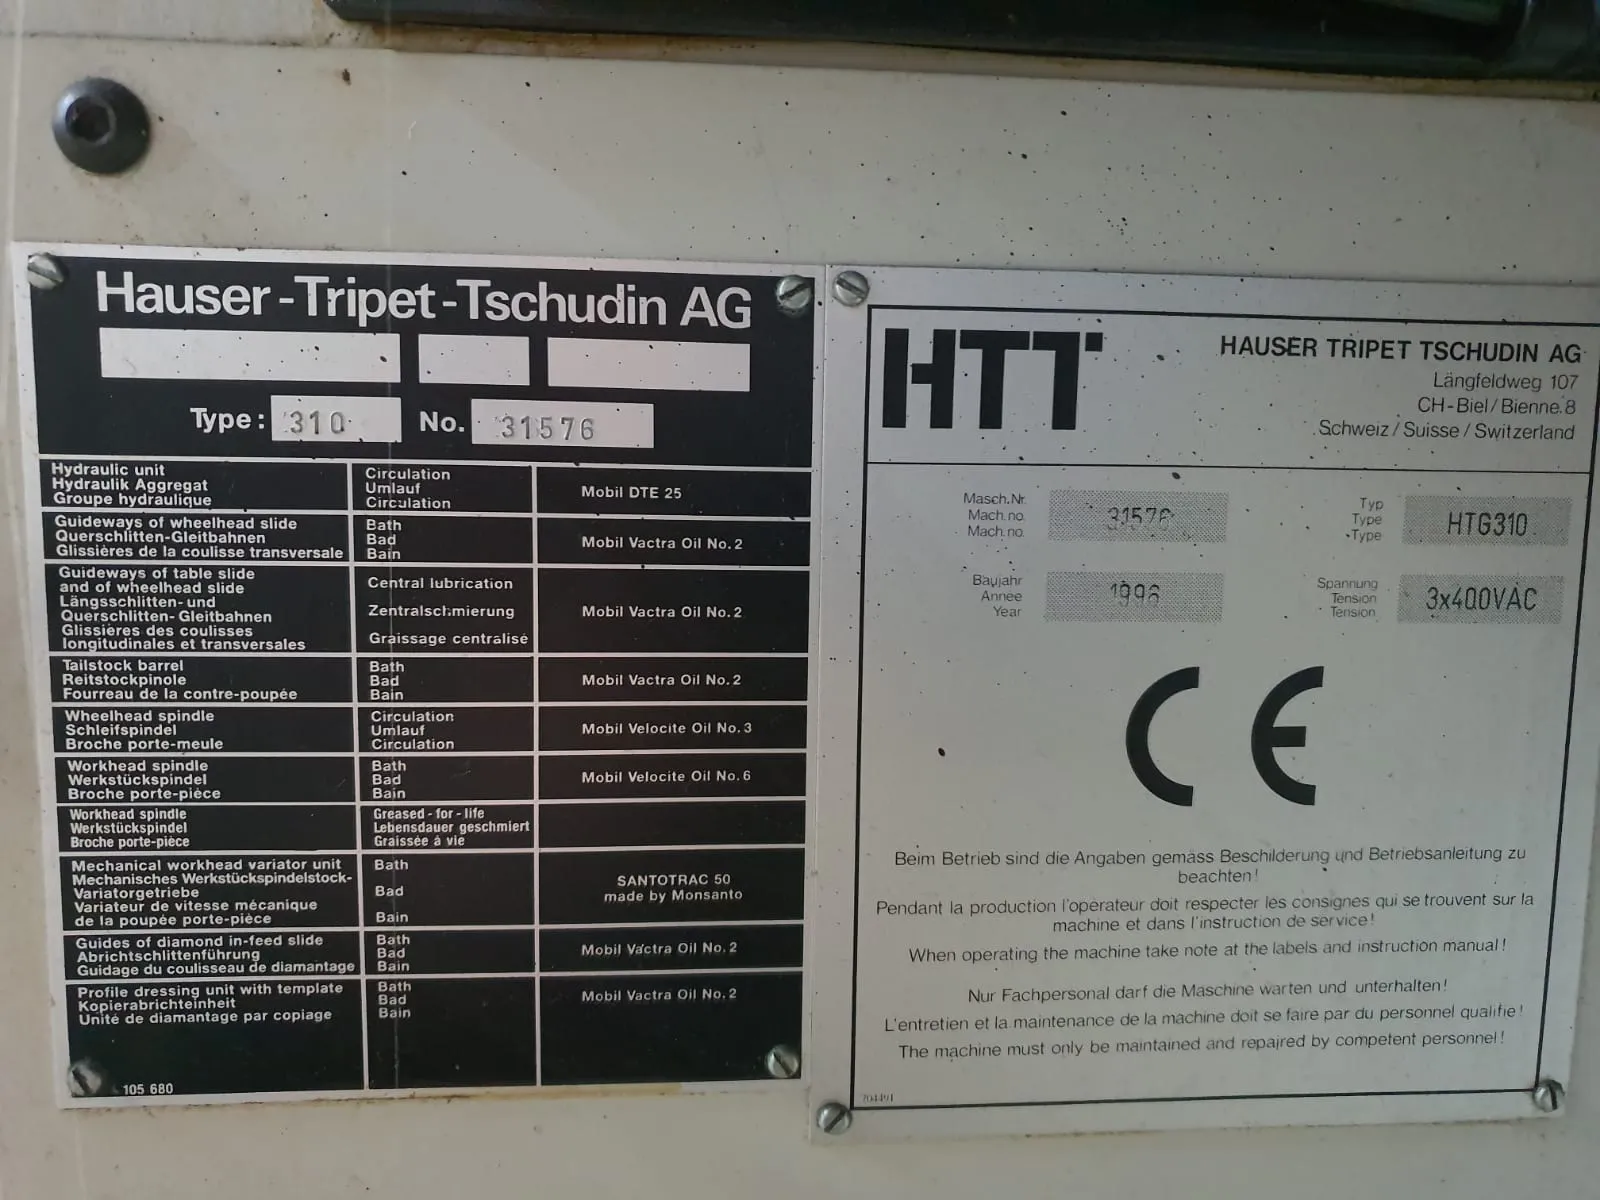 Hauser-Tripet-Tschudin AG
Type: 310 No. 31576
Hydraulic unit
Hydraulik Aggregat
Groupe hydraulique
Circulation
Umlauf
Circulation
Mobil DTE 25
Guideways of wheelhead slide
Querschlitten-Gleitbahnen
Glissières de la coulisse transversale
Bath
Bad
Bain
Mobil Vactra Oil No. 2
Guideways of table slide
and of wheelhead slide
Längsschlitten- und
Querschlitten-Gleitbahnen
Glissières des coulisses
longitudinales et transversales
Central lubrication
Zentralschmierung
Graissage centralisé
Mobil Vactra Oil No. 2
Tailstock barrel
Reitstockpinole
Fourreau de la contre-poupée
Bath
Bad
Bain
Mobil Vactra Oil No. 2
Wheelhead spindle
Schleifspindel
Broche porte-meule
Circulation
Umlauf
Circulation
Mobil Velocite Oil No. 3
Workhead spindle
Werkstückspindel
Broche porte-pièce
Bath
Bad
Bain
Mobil Velocite Oil No. 6
Workhead spindle
Werkstückspindel
Broche porte-pièce
Greased - for - life
Lebensdauer geschmiert
Graissée à vie
Mechanical workhead variator unit
Mechanisches Werkstückspindelstock-
Variatorgetriebe
Variateur de vitesse mécanique
de la poupée porte-pièce
Bath
Bad
Bain
SANTOTRAC 50
made by Monsanto
Guides of diamond in-feed slide
Abrichtschlittenführung
Guidage du coulisseau de diamantage
Bath
Bad
Bain
Mobil Vactra Oil No. 2
Profile dressing unit with template
Kopierabrichteinheit
Unité de diamantage par copiage
Bath
Bad
Bain
Mobil Vactra Oil No. 2
105 680
HTT
HAUSER TRIPET TSCHUDIN AG
Längfeldweg 107
CH-Biel/Bienne 8
Schweiz/Suisse/Switzerland
Masch.Nr.
Mach.no.
Mach.no.
31576
Typ
Type
Type
HTG310
Baujahr
Annee
Year
1996
Spannung
Tension
Tension
3x400VAC
CE
Beim Betrieb sind die Angaben gemäss Beschilderung und Betriebsanleitung zu
beachten!
Pendant la production l'opérateur doit respecter les consignes qui se trouvent sur la
machine et dans l'instruction de service!
When operating the machine take note at the labels and instruction manual!
Nur Fachpersonal darf die Maschine warten und unterhalten!
L'entretien et la maintenance de la machine doit se faire par du personnel qualifie!
The machine must only be maintained and repaired by competent personnel!
704491